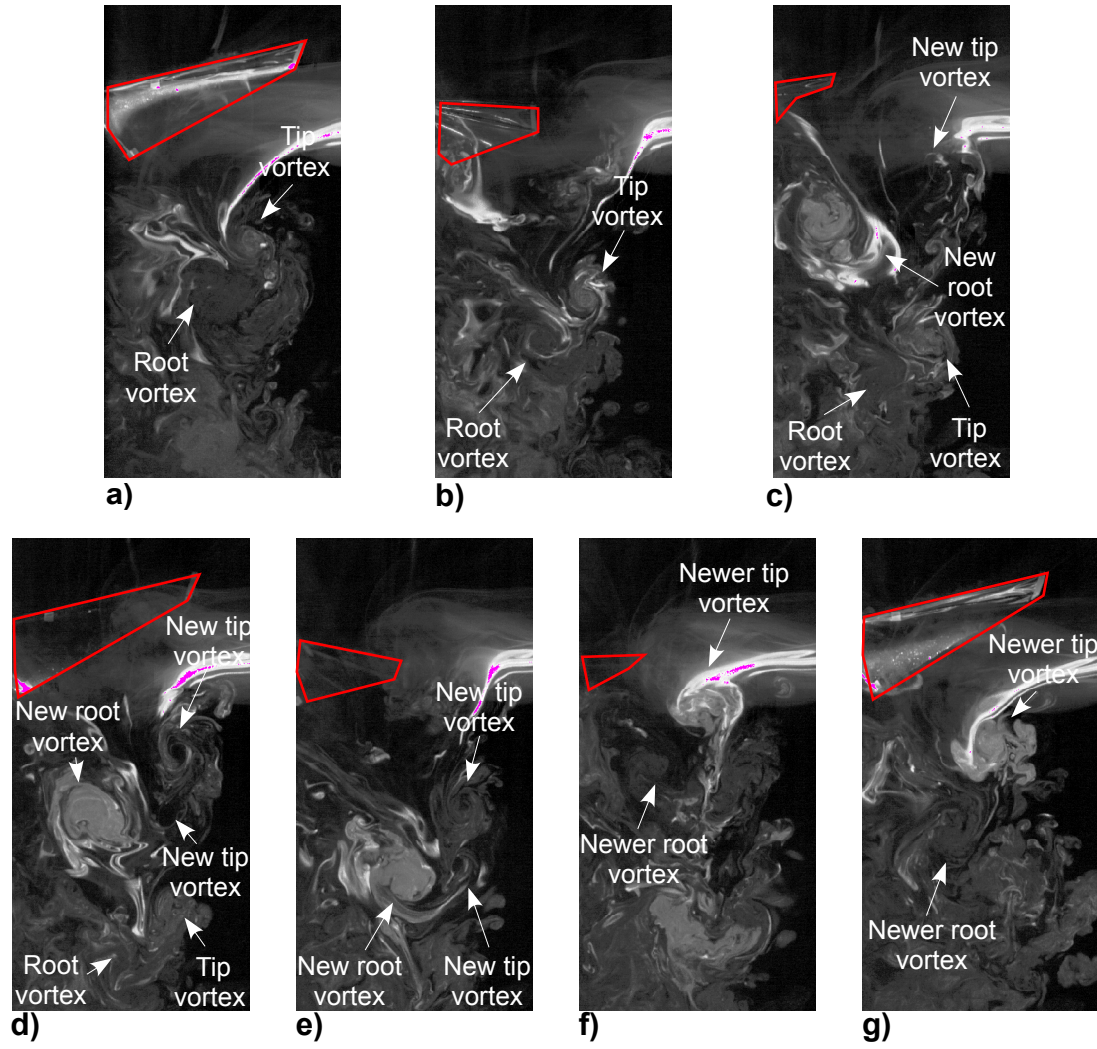 Tip
vortex
Root
vortex
a)
Tip
vortex
Root
vortex
b)
New tip
vortex
New
root
vortex
Root
vortex
Tip
vortex
c)
New tip
vortex
New root
vortex
New tip
vortex
Root
vortex
Tip
vortex
d)
New tip
vortex
New root
vortex
New tip
vortex
e)
Newer tip
vortex
Newer root
vortex
f)
Newer tip
vortex
Newer root
vortex
g)